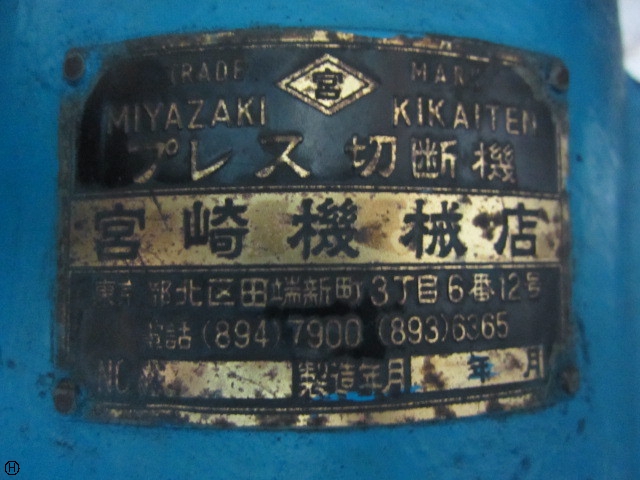 TRADE 宮 MARK
MIYAZAKI KIKAITEN
プレス切断機
宮崎機械店
東京都北区田端新町3丁目6番12号
電話(894)7900(893)6365
NO
製造年月 年 月
H